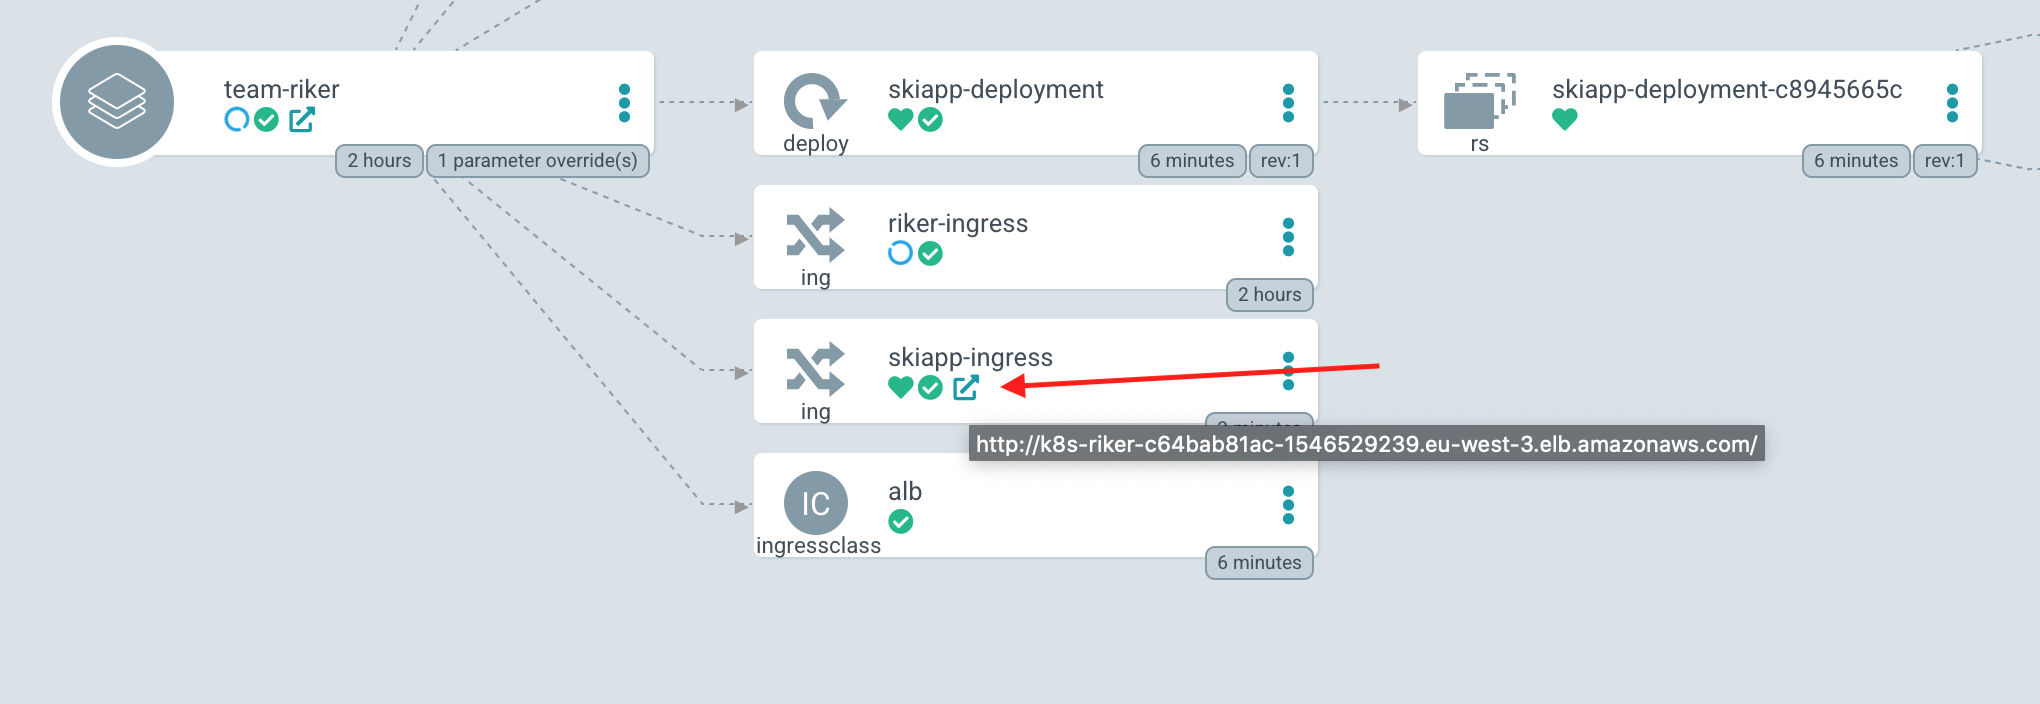 team-riker
2 hours
1 parameter override(s)
skiapp-deployment
deploy
6 minutes
rev:1
skiapp-deployment-c8945665c
rs
6 minutes
rev:1
riker-ingress
ing
2 hours
skiapp-ingress
ing
http://k8s-riker-c64bab81ac-1546529239.eu-west-3.elb.amazonaws.com/
IC
alb
ingressclass
6 minutes